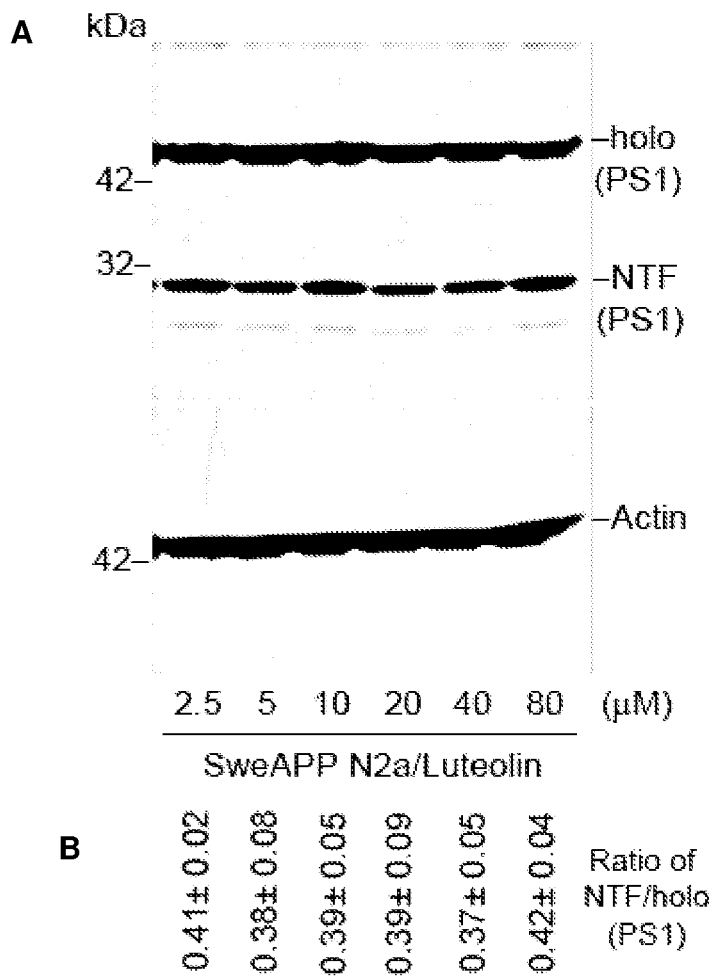 A
kDa
–holo
(PS1)
42–
32–
–NTF
(PS1)
–Actin
42–
2.5 5 10 20 40 80 (µM)
SweAPP N2a/Luteolin
B
0.41± 0.02
0.38± 0.08
0.39± 0.05
0.39± 0.09
0.37± 0.05
0.42± 0.04
Ratio of
NTF/holo
(PS1)